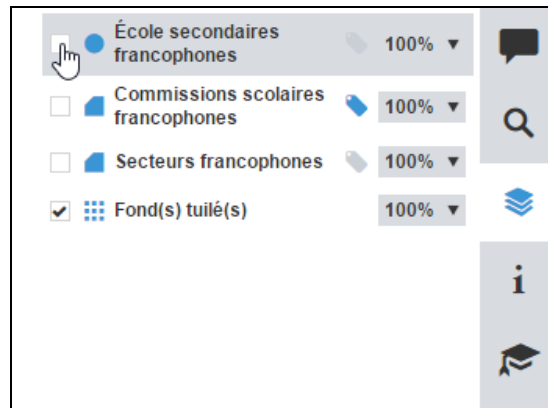 École secondaires
francophones
100% ▼
Commissions scolaires
francophones
100% ▼
Secteurs francophones
100% ▼
Fond(s) tuilé(s)
100% ▼